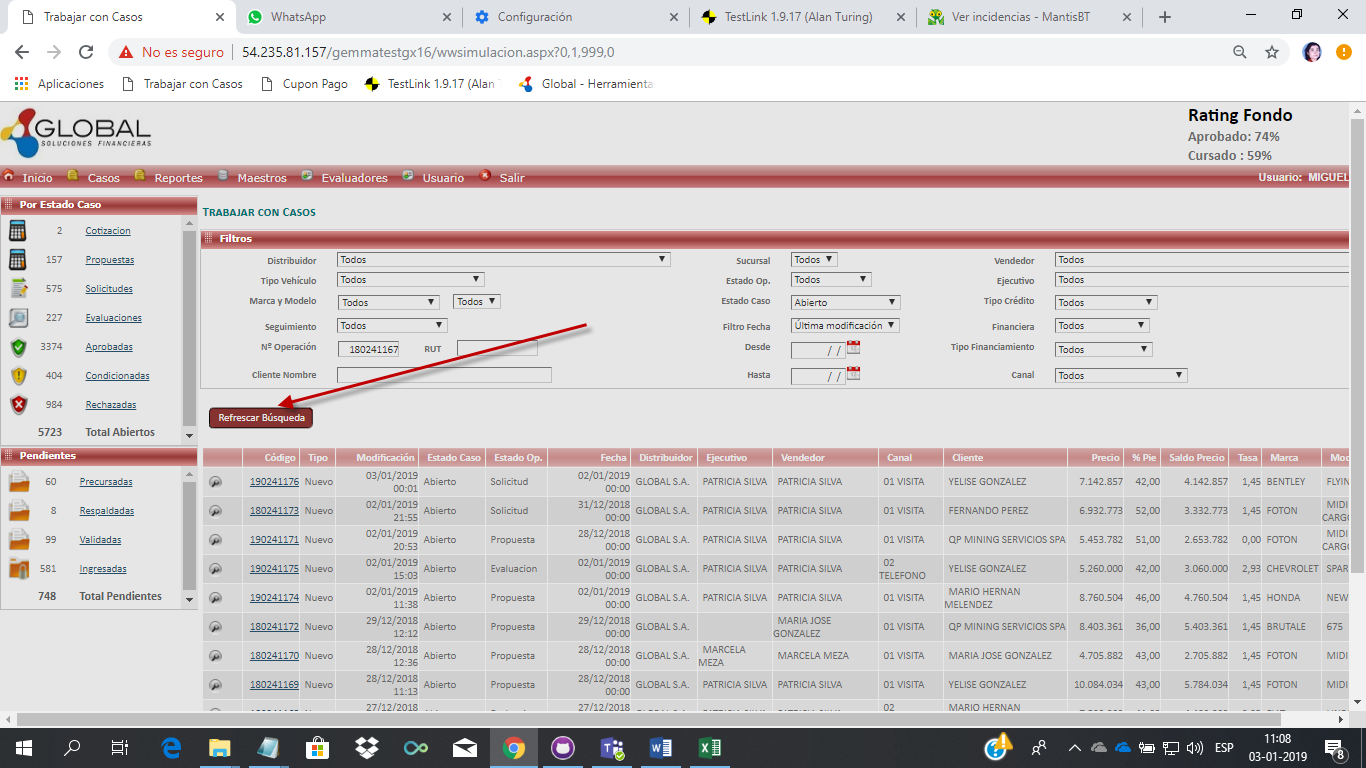 Trabajar con Casos
WhatsApp
Configuración
TestLink 1.9.17 (Alan Turing)
Ver incidencias - MantisBT
No es seguro
54.235.81.157/gemmatestgx16/wwsimulacion.aspx?0,1,999,0
Aplicaciones
Trabajar con Casos
Cupon Pago
TestLink 1.9.17 (Alan
Global - Herramienta
GLOBAL
SOLUCIONES FINANCIERAS
Rating Fondo
Aprobado: 74%
Cursado : 59%
Inicio Casos Reportes Maestros Evaluadores Usuario Salir
Usuario: MIGUEL
Por Estado Caso
2 Cotizacion
157 Propuestas
575 Solicitudes
227 Evaluaciones
3374 Aprobadas
404 Condicionadas
984 Rechazadas
5723 Total Abiertos
Pendientes
60 Precursadas
8 Respaldadas
99 Validadas
581 Ingresadas
748 Total Pendientes
TRABAJAR CON CASOS
Filtros
Distribuidor Todos Sucursal Todos Vendedor Todos
Tipo Vehículo Todos Estado Op. Todos Ejecutivo Todos
Marca y Modelo Todos Todos Estado Caso Abierto Tipo Crédito Todos
Seguimiento Todos Filtro Fecha Última modificación Financiera Todos
Nº Operación 180241167 RUT Desde / / Tipo Financiamiento Todos
Cliente Nombre Hasta / / Canal Todos
Refrescar Búsqueda
Código Tipo Modificación Estado Caso Estado Op. Fecha Distribuidor Ejecutivo Vendedor Canal Cliente Precio % Pie Saldo Precio Tasa Marca Mod
190241176 Nuevo 03/01/2019 00:01 Abierto Solicitud 02/01/2019 00:00 GLOBAL S.A. PATRICIA SILVA PATRICIA SILVA 01 VISITA YELISE GONZALEZ 7.142.857 42,00 4.142.857 1,45 BENTLEY FLYIN
180241173 Nuevo 02/01/2019 21:55 Abierto Solicitud 31/12/2018 00:00 GLOBAL S.A. PATRICIA SILVA PATRICIA SILVA 01 VISITA FERNANDO PEREZ 6.932.773 52,00 3.332.773 1,45 FOTON MIDI CARGO
190241171 Nuevo 02/01/2019 20:53 Abierto Propuesta 28/12/2018 00:00 GLOBAL S.A. PATRICIA SILVA PATRICIA SILVA 01 VISITA QP MINING SERVICIOS SPA 5.453.782 51,00 2.653.782 0,00 FOTON MIDI CARGO
190241175 Nuevo 02/01/2019 15:03 Abierto Evaluacion 02/01/2019 00:00 GLOBAL S.A. PATRICIA SILVA PATRICIA SILVA 02 TELEFONO YELISE GONZALEZ 5.260.000 42,00 3.060.000 2,93 CHEVROLET SPAR
190241174 Nuevo 02/01/2019 11:38 Abierto Propuesta 02/01/2019 00:00 GLOBAL S.A. PATRICIA SILVA PATRICIA SILVA 01 VISITA MARIO HERNAN MELENDEZ 8.760.504 46,00 4.760.504 1,45 HONDA NEW
180241172 Nuevo 29/12/2018 12:12 Abierto Propuesta 29/12/2018 00:00 GLOBAL S.A. MARIA JOSE GONZALEZ 01 VISITA QP MINING SERVICIOS SPA 8.403.361 36,00 5.403.361 1,45 BRUTALE 675
180241170 Nuevo 28/12/2018 12:36 Abierto Propuesta 28/12/2018 00:00 GLOBAL S.A. MARCELA MEZA MARCELA MEZA 01 VISITA MARIA JOSE GONZALEZ 4.705.882 43,00 2.705.882 1,45 FOTON MIDI
180241169 Nuevo 28/12/2018 11:13 Abierto Propuesta 28/12/2018 00:00 GLOBAL S.A. PATRICIA SILVA PATRICIA SILVA 01 VISITA YELISE GONZALEZ 10.084.034 43,00 5.784.034 1,45 FOTON MIDI
27/12/2018 27/12/2018 02 MARIO HERNAN
ESP
11:08
03-01-2019
8